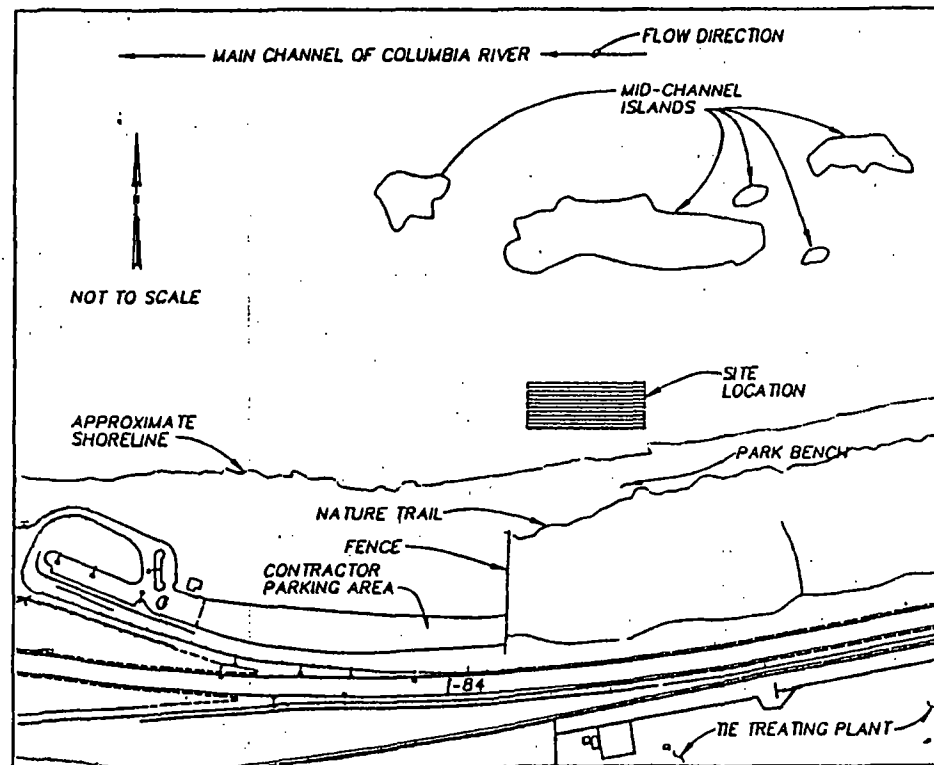 FLOW DIRECTION
MAIN CHANNEL OF COLUMBIA RIVER
MID-CHANNEL
ISLANDS
NOT TO SCALE
SITE
LOCATION
APPROXIMATE
SHORELINE
PARK BENCH
NATURE TRAIL
FENCE
CONTRACTOR
PARKING AREA
I-84
TIE TREATING PLANT